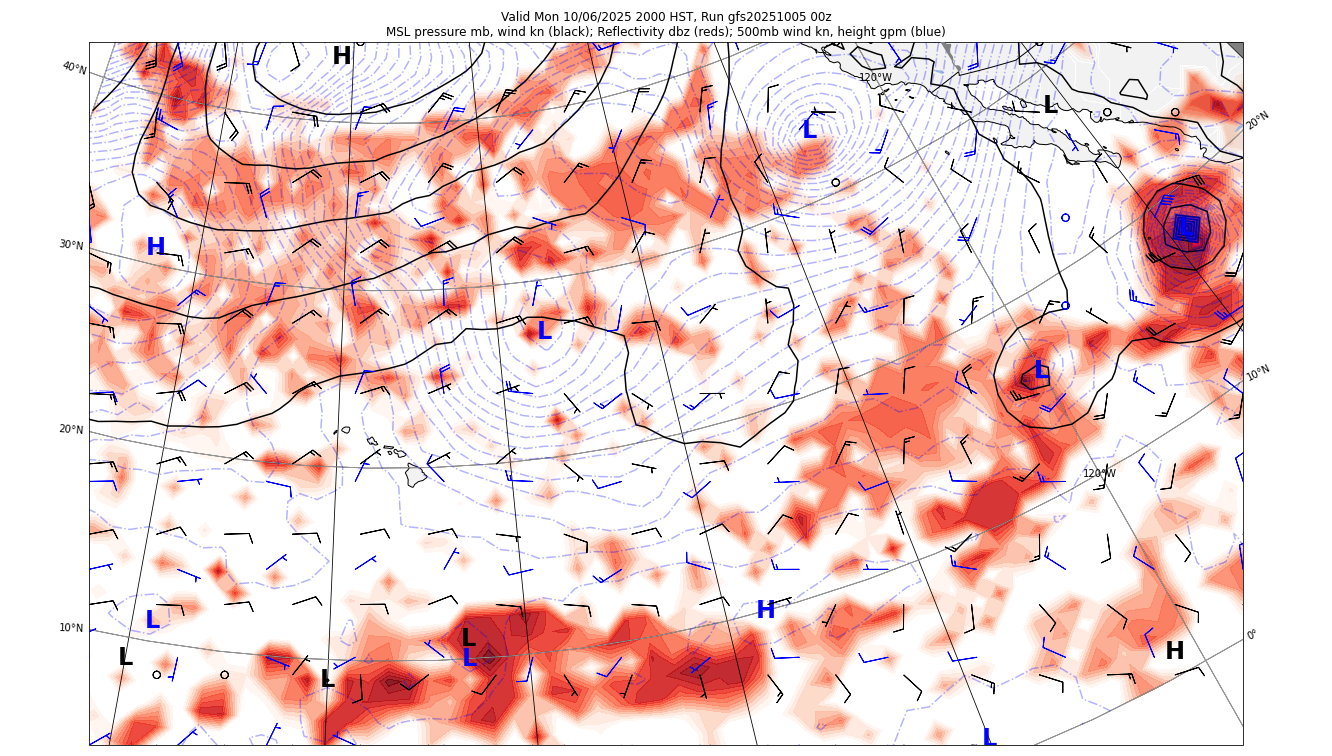 Valid Mon 10/06/2025 2000 HST, Run gfs20251005 00z
MSL pressure mb, wind kn (black); Reflectivity dbz (reds); 500mb wind kn, height gpm (blue)
H
40°N
120°W
L
L
20°N
H
30°N
L
L
10°N
20°N
120°W
H
L
10°N
L
0°
L
L
H
L
L